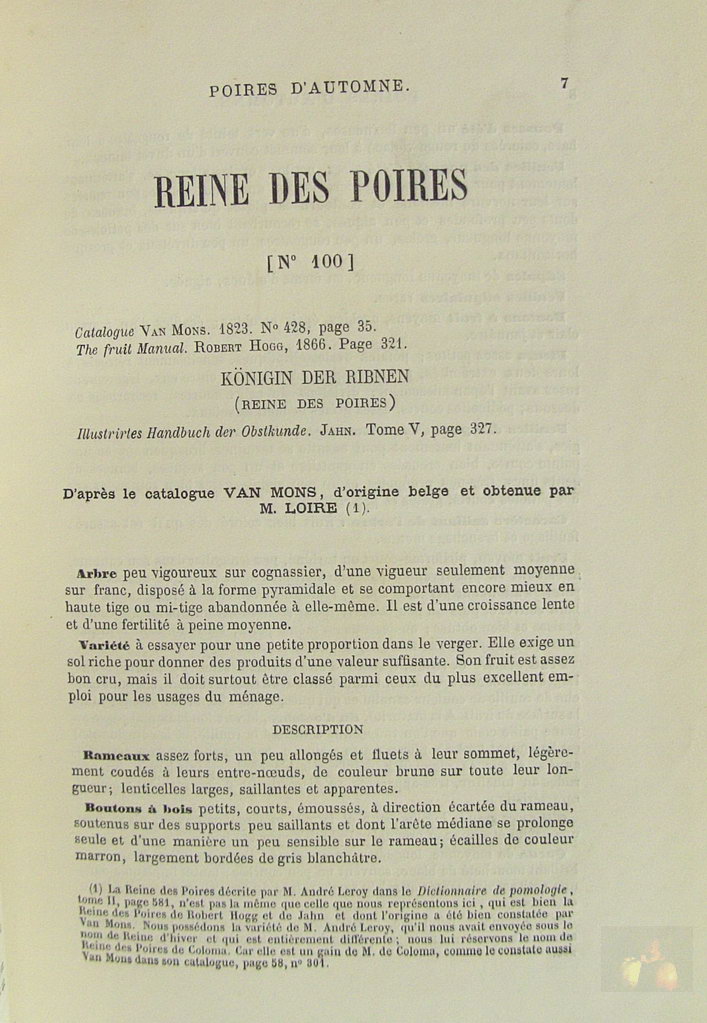 POIRES D'AUTOMNE. 7
REINE DES POIRES
[N° 100]
Catalogue VAN MONS. 1823. N° 428, page 35.
The fruit Manual. ROBERT HOGG, 1866. Page 321.
KÖNIGIN DER RIBNEN
(REINE DES POIRES)
Illustrirtes Handbuch der Obstkunde. JAHN. Tome V, page 327.
D'après le catalogue VAN MONS, d'origine belge et obtenue par
M. LOIRE (1).
Arbre peu vigoureux sur cognassier, d'une vigueur seulement moyenne
sur franc, disposé à la forme pyramidale et se comportant encore mieux en
haute tige ou mi-tige abandonnée à elle-même. Il est d'une croissance lente
et d'une fertilité à peine moyenne.
Variété à essayer pour une petite proportion dans le verger. Elle exige un
sol riche pour donner des produits d'une valeur suffisante. Son fruit est assez
bon cru, mais il doit surtout être classé parmi ceux du plus excellent em-
ploi pour les usages du ménage.
DESCRIPTION
Rameaux assez forts, un peu allongés et fluets à leur sommet, légère-
ment coudés à leurs entre-nœuds, de couleur brune sur toute leur lon-
gueur; lenticelles larges, saillantes et apparentes.
Boutons à bois petits, courts, émoussés, à direction écartée du rameau,
soutenus sur des supports peu saillants et dont l'arête médiane se prolonge
seule et d'une manière un peu sensible sur le rameau; écailles de couleur
marron, largement bordées de gris blanchâtre.
(1) La Reine des Poires décrite par M. André Leroy dans le Dictionnaire de pomologie,
tome II, page 581, n'est pas la même que celle que nous représentons ici, qui est bien la
Reine des Poires de Robert Hogg et de Jahn et dont l'origine a été bien constatée par
Van Mons. Nous possédons la variété de M. André Leroy, qu'il nous avait envoyée sous le
nom de Reine d'hiver et qui est entièrement différente; nous lui réservons le nom de
Reine des Poires de Coloma. Car elle est un gain de M. de Coloma, comme le constate aussi
Van Mons dans son catalogue, page 58, n° 301.